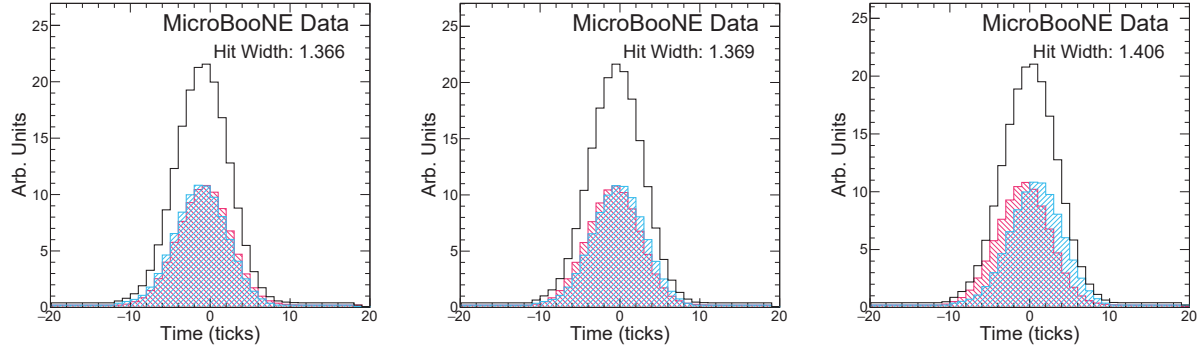 MicroBooNE Data
Hit Width: 1.366
Arb. Units
25
20
15
10
5
0
−20
−10
0
10
20
Time (ticks)
MicroBooNE Data
Hit Width: 1.369
Arb. Units
25
20
15
10
5
0
−20
−10
0
10
20
Time (ticks)
MicroBooNE Data
Hit Width: 1.406
Arb. Units
25
20
15
10
5
0
−20
−10
0
10
20
Time (ticks)